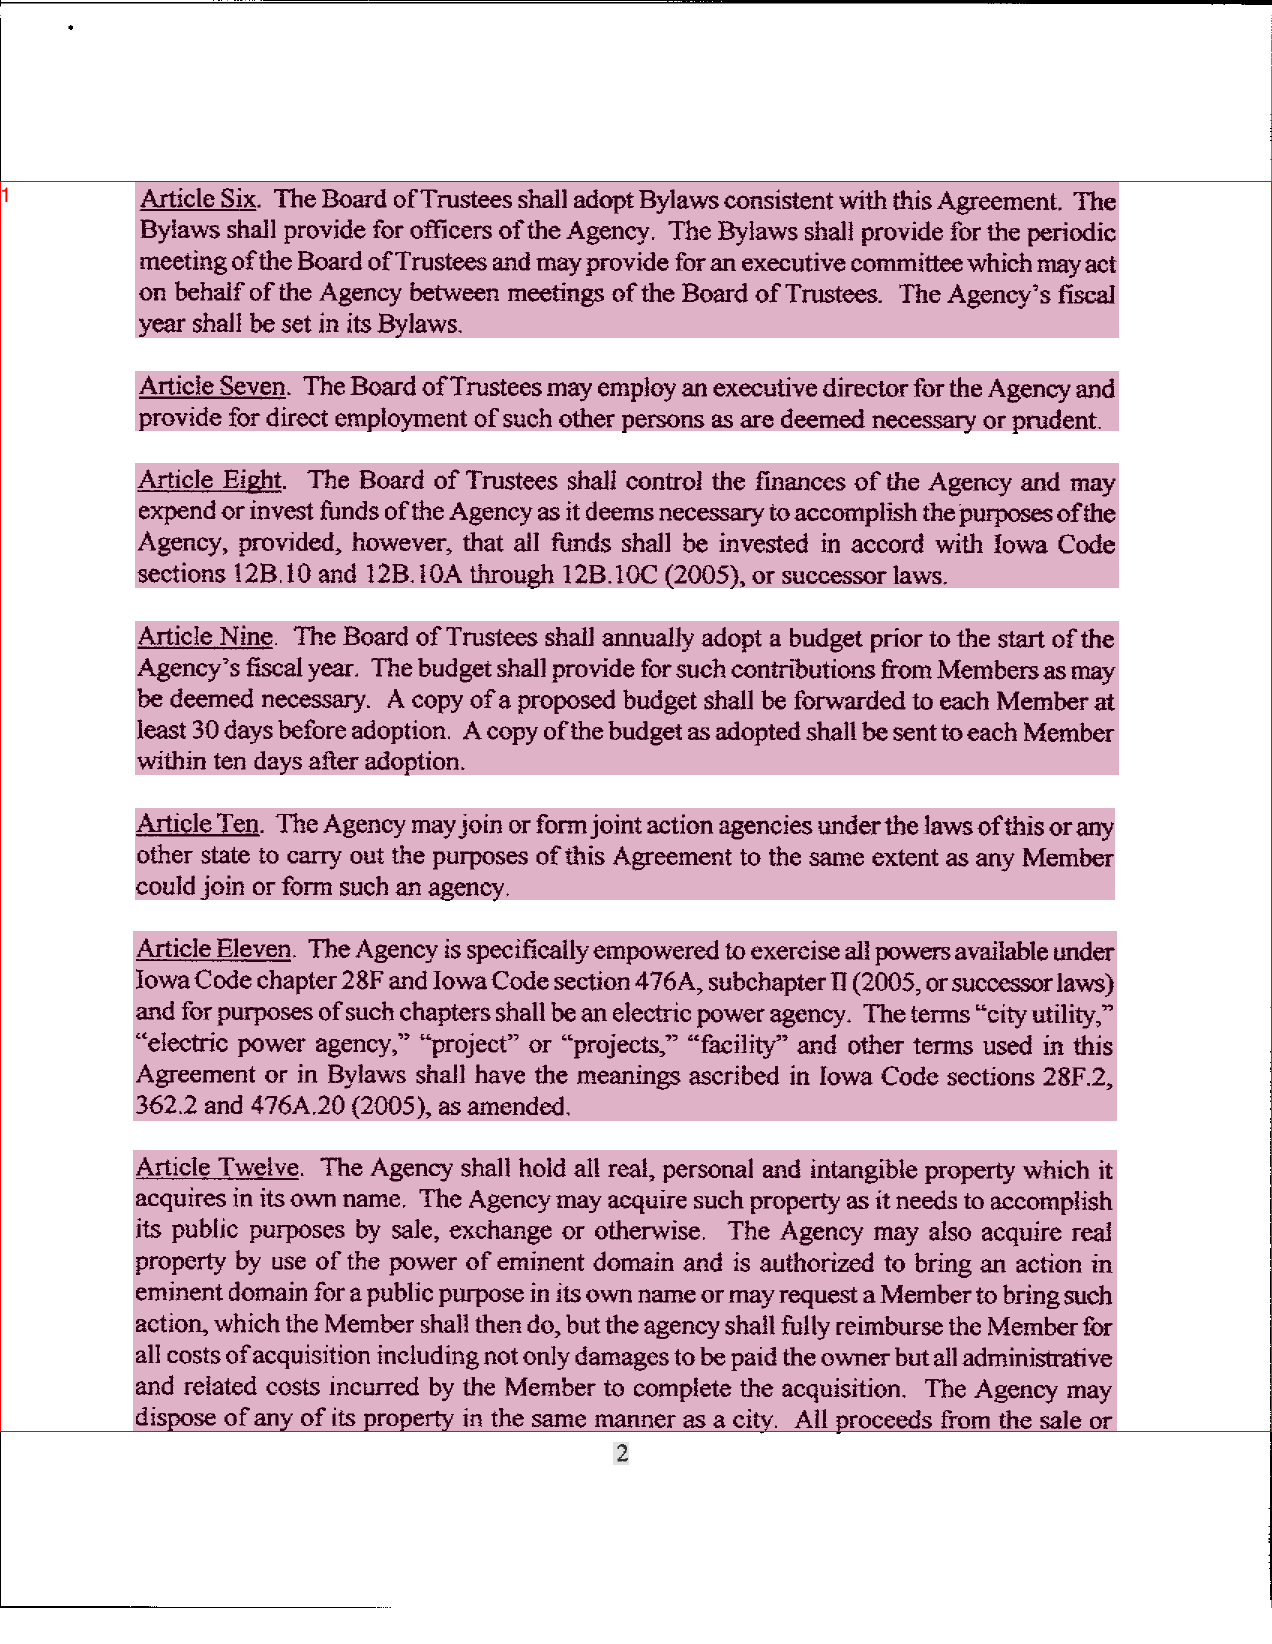 1
Article Six. The Board of Trustees shall adopt Bylaws consistent with this Agreement. The
Bylaws shall provide for officers of the Agency. The Bylaws shall provide for the periodic
meeting of the Board of Trustees and may provide for an executive committee which may act
on behalf of the Agency between meetings of the Board of Trustees. The Agency's fiscal
year shall be set in its Bylaws.
Article Seven. The Board of Trustees may employ an executive director for the Agency and
provide for direct employment of such other persons as are deemed necessary or prudent.
Article Eight. The Board of Trustees shall control the finances of the Agency and may
expend or invest funds of the Agency as it deems necessary to accomplish the purposes of the
Agency, provided, however, that all funds shall be invested in accord with Iowa Code
sections 12B.10 and 12B.10A through 12B.10C (2005), or successor laws.
Article Nine. The Board of Trustees shall annually adopt a budget prior to the start of the
Agency's fiscal year. The budget shall provide for such contributions from Members as may
be deemed necessary. A copy of a proposed budget shall be forwarded to each Member at
least 30 days before adoption. A copy of the budget as adopted shall be sent to each Member
within ten days after adoption.
Article Ten. The Agency may join or form joint action agencies under the laws of this or any
other state to carry out the purposes of this Agreement to the same extent as any Member
could join or form such an agency.
Article Eleven. The Agency is specifically empowered to exercise all powers available under
Iowa Code chapter 28F and Iowa Code section 476A, subchapter II (2005, or successor laws)
and for purposes of such chapters shall be an electric power agency. The terms “city utility,”
“electric power agency,” “project” or “projects,” “facility” and other terms used in this
Agreement or in Bylaws shall have the meanings ascribed in Iowa Code sections 28F.2,
362.2 and 476A.20 (2005), as amended.
Article Twelve. The Agency shall hold all real, personal and intangible property which it
acquires in its own name. The Agency may acquire such property as it needs to accomplish
its public purposes by sale, exchange or otherwise. The Agency may also acquire real
property by use of the power of eminent domain and is authorized to bring an action in
eminent domain for a public purpose in its own name or may request a Member to bring such
action, which the Member shall then do, but the agency shall fully reimburse the Member for
all costs of acquisition including not only damages to be paid the owner but all administrative
and related costs incurred by the Member to complete the acquisition. The Agency may
dispose of any of its property in the same manner as a city. All proceeds from the sale or
2